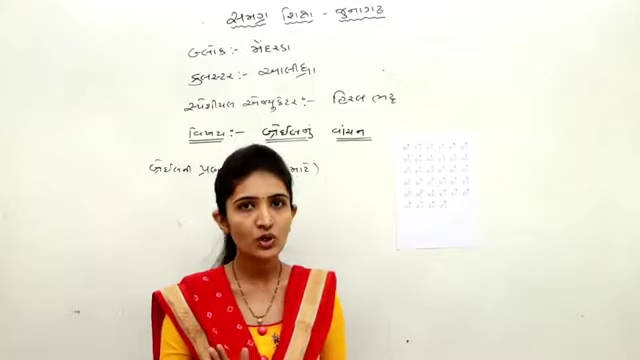 સમગ્ર શિક્ષા - જુનાગઢ
બ્લોક :- મેંદરડા
ક્લસ્ટર :- આલીધ્રા
સ્પેશીયલ એજ્યુકેટર :- હિરલ ભટ્ટ
વિષય :- બ્રેઈલનું વાંચન
બ્રેઈલની માટે)